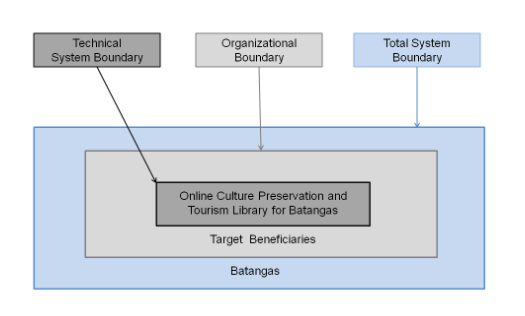 Technical
System Boundary
Organizational
Boundary
Total System
Boundary
Online Culture Preservation and
Tourism Library for Batangas
Target Beneficiaries
Batangas